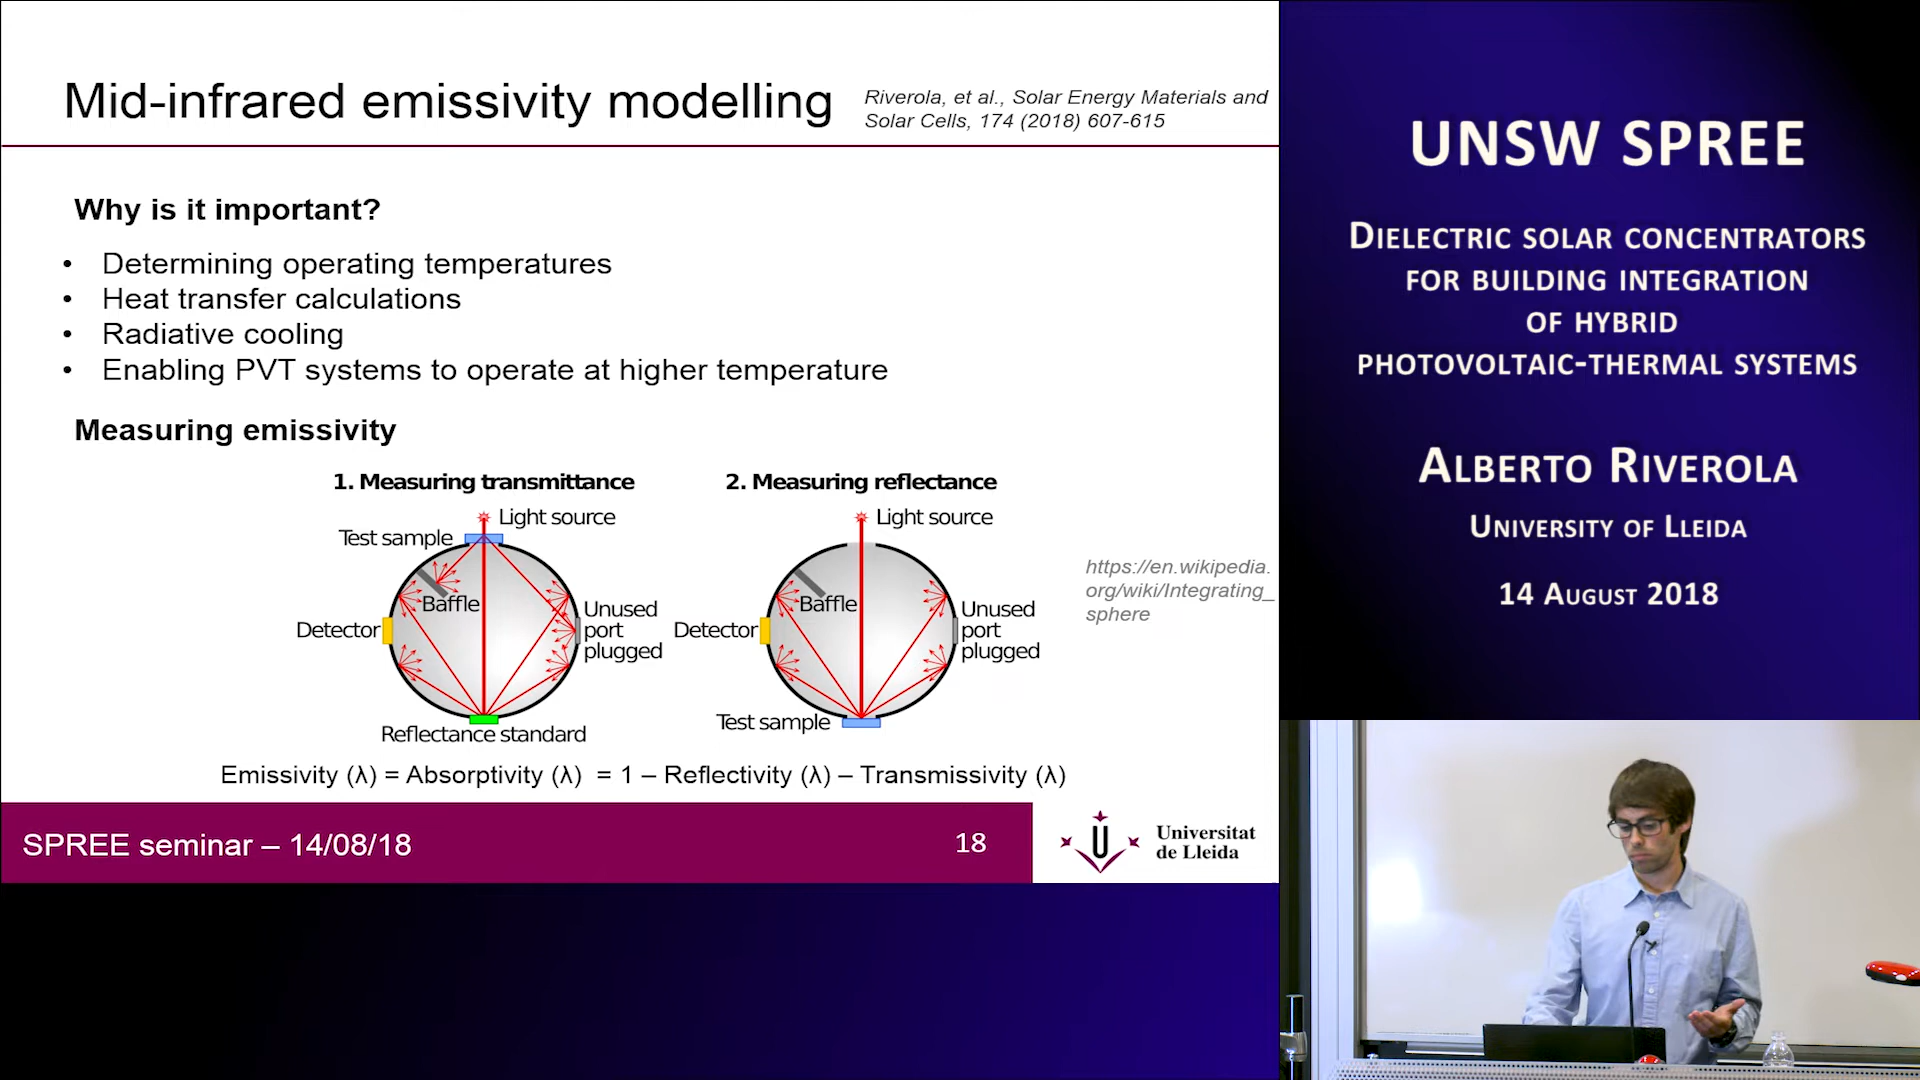 Mid-infrared emissivity modelling
Riverola, et al., Solar Energy Materials and
Solar Cells, 174 (2018) 607-615
Why is it important?
• Determining operating temperatures
• Heat transfer calculations
• Radiative cooling
• Enabling PVT systems to operate at higher temperature
Measuring emissivity
1. Measuring transmittance
Light source
Test sample
Baffle
Detector
Unused
port
plugged
Reflectance standard
2. Measuring reflectance
Light source
Baffle
Detector
Unused
port
plugged
Test sample
https://en.wikipedia.
org/wiki/Integrating_
sphere
Emissivity (λ) = Absorptivity (λ) = 1 – Reflectivity (λ) – Transmissivity (λ)
SPREE seminar – 14/08/18
18
Universitat
de Lleida
UNSW SPREE
DIELECTRIC SOLAR CONCENTRATORS
FOR BUILDING INTEGRATION
OF HYBRID
PHOTOVOLTAIC-THERMAL SYSTEMS
ALBERTO RIVEROLA
UNIVERSITY OF LLEIDA
14 AUGUST 2018